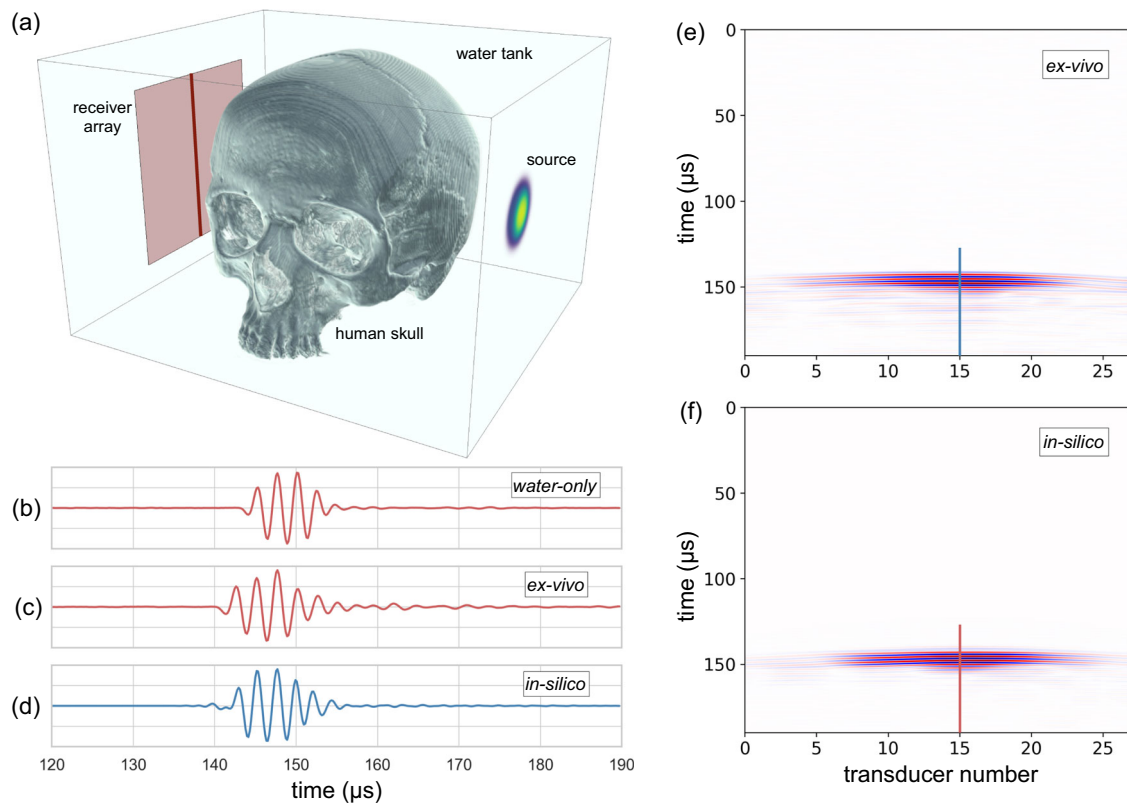 (a)
water tank
receiver
array
source
human skull
(b)
water-only
(c)
ex-vivo
(d)
in-silico
120 130 140 150 160 170 180 190
time (μs)
(e)
ex-vivo
0
50
100
150
time (μs)
0 5 10 15 20 25
(f)
in-silico
0
50
100
150
time (μs)
0 5 10 15 20 25
transducer number